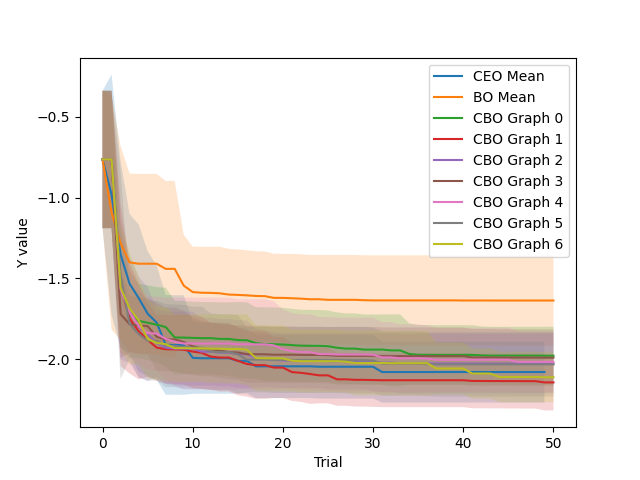 CEO Mean
BO Mean
CBO Graph 0
CBO Graph 1
CBO Graph 2
CBO Graph 3
CBO Graph 4
CBO Graph 5
CBO Graph 6
−0.5
−1.0
−1.5
−2.0
Y value
0 10 20 30 40 50
Trial